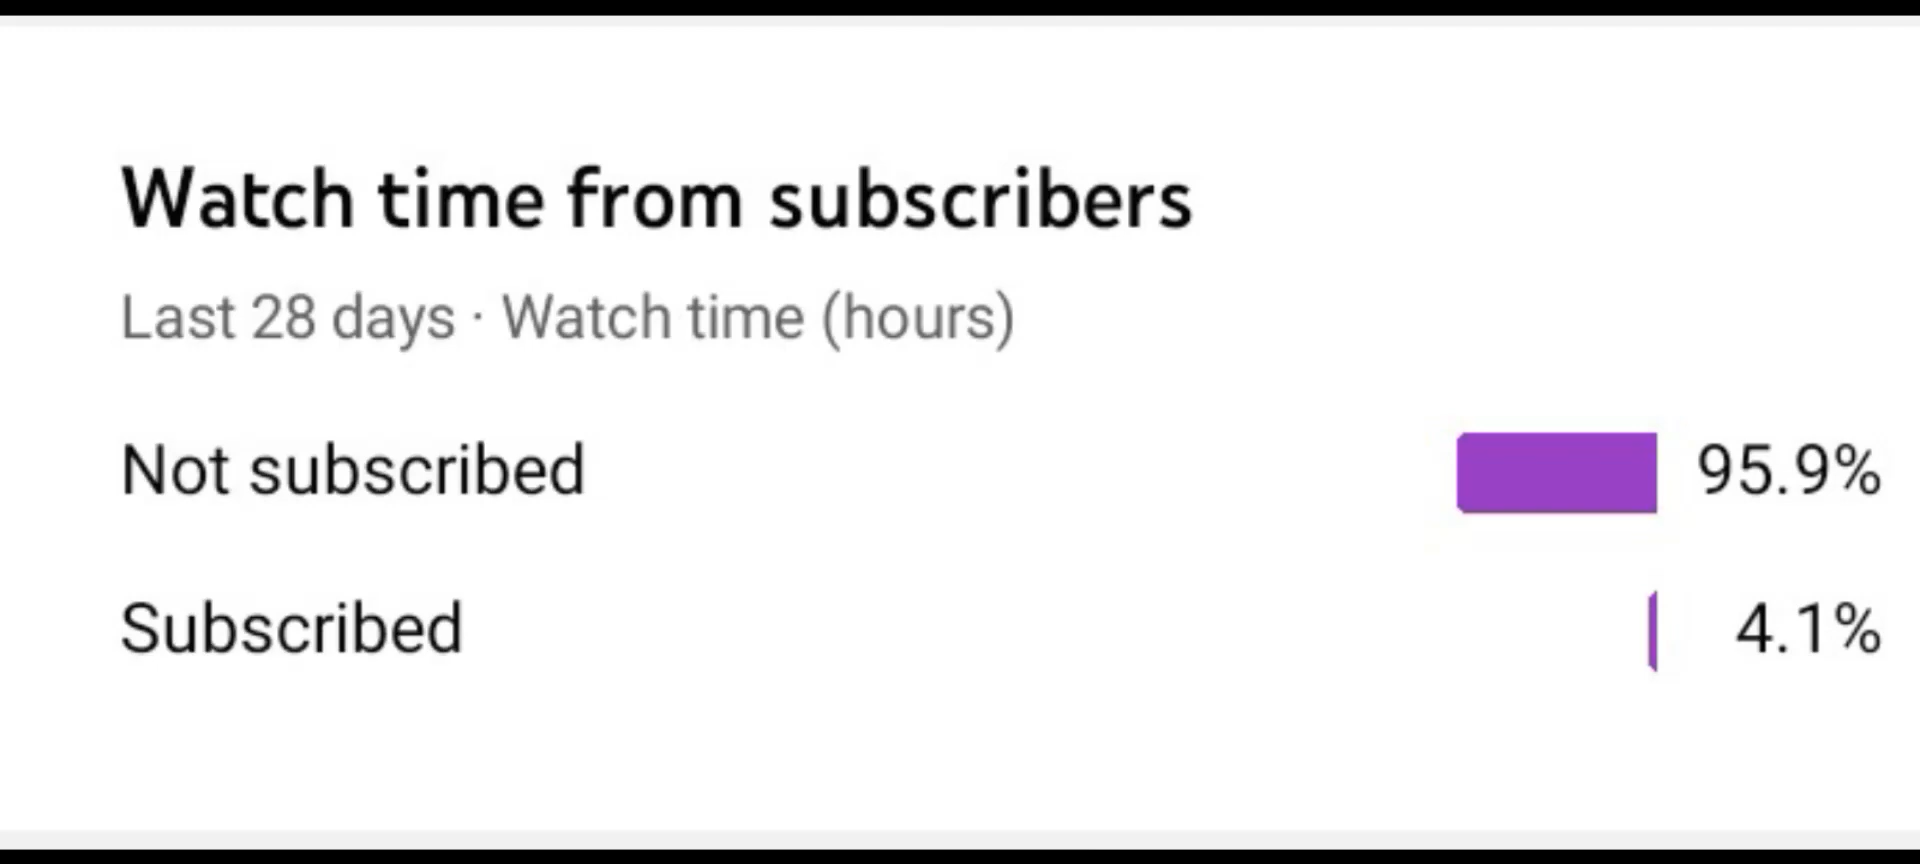 Watch time from subscribers
Last 28 days · Watch time (hours)
Not subscribed 95.9%
Subscribed 4.1%